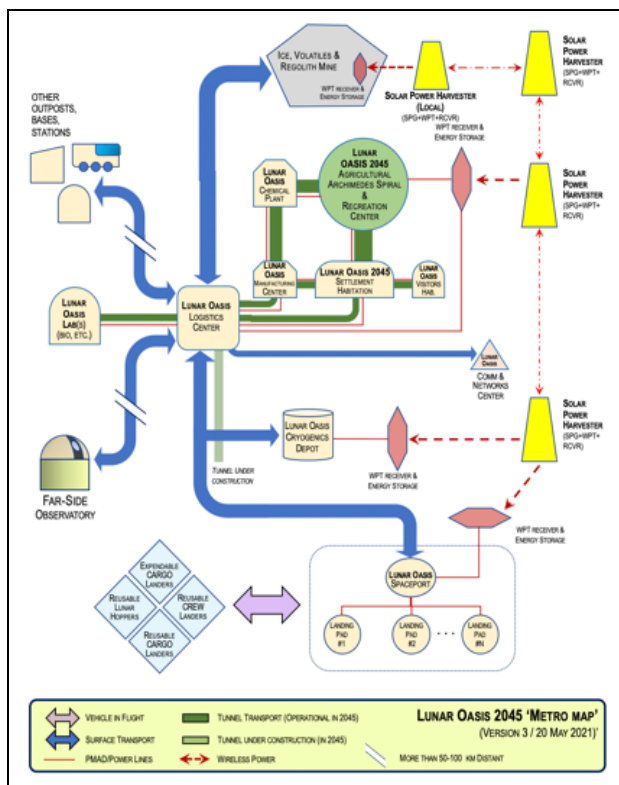 ICE, VOLATILES &
REGOLITH MINE
SOLAR POWER HARVESTER
(LOCAL)
(SPG+WPT+RCVR)
WPT RECEIVER &
ENERGY STORAGE
SOLAR
POWER
HARVESTER
(SPG+WPT+
RCVR)
OTHER
OUTPOSTS,
BASES,
STATIONS
LUNAR
OASIS
CHEMICAL
PLANT
LUNAR
OASIS 2045
AGRICULTURAL
ARCHIMEDES SPIRAL
&
RECREATION
CENTER
SOLAR
POWER
HARVESTER
(SPG+WPT+
RCVR)
LUNAR
OASIS
MANUFACTURING
CENTER
LUNAR OASIS 2045
SETTLEMENT
HABITATION
LUNAR
OASIS
VISITORS
HAB.
LUNAR
OASIS
LAB(S)
(BIO, ETC.)
LUNAR OASIS
LOGISTICS
CENTER
LUNAR
OASIS
COMM &
NETWORKS
CENTER
SOLAR
POWER
HARVESTER
(SPG+WPT+
RCVR)
LUNAR OASIS
CRYOGENICS
DEPOT
WPT RECEIVER &
ENERGY STORAGE
TUNNEL UNDER
CONSTRUCTION
FAR-SIDE
OBSERVATORY
WPT RECEIVER &
ENERGY STORAGE
EXPENDABLE
CARGO
LANDERS
REUSABLE
LUNAR
HOPPERS
REUSABLE
CREW
LANDERS
REUSABLE
CARGO
LANDERS
LUNAR OASIS
SPACEPORT
LANDING
PAD
#1
LANDING
PAD
#2
· · · ·
LANDING
PAD
#N
VEHICLE IN FLIGHT
TUNNEL TRANSPORT (OPERATIONAL IN 2045)
LUNAR OASIS 2045 'METRO MAP'
(VERSION 3 / 20 MAY 2021)'
SURFACE TRANSPORT
TUNNEL UNDER CONSTRUCTION (IN 2045)
PMAD/POWER LINES
WIRELESS POWER
MORE THAN 50-100 KM DISTANT